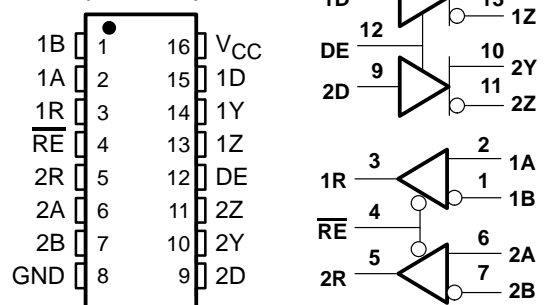 1B 1 16 VCC
1A 2 15 1D
1R 3 14 1Y
RE 4 13 1Z
2R 5 12 DE
2A 6 11 2Z
2B 7 10 2Y
GND 8 9 2D
1D 13 1Z
DE 12
2D 9 10 2Y
11 2Z
1R 3 2 1A
1 1B
RE 4
2R 5 6 2A
7 2B